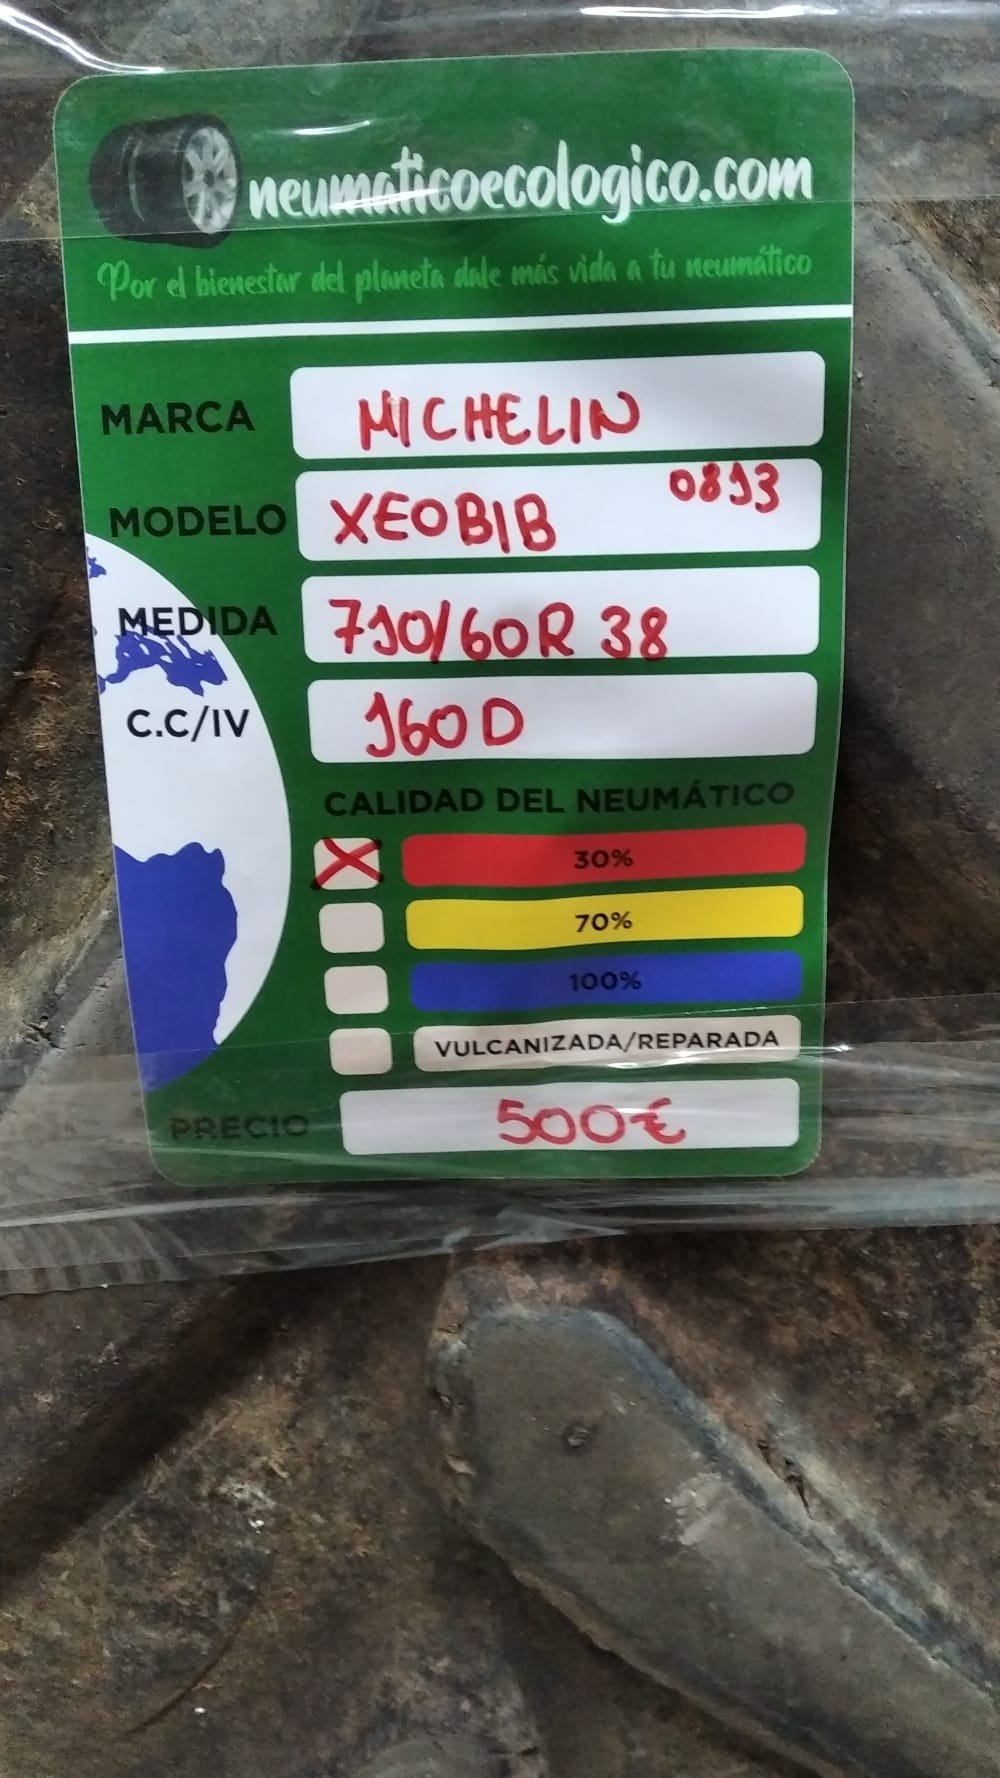 neumaticoecologico.com
Por el bienestar del planeta dale más vida a tu neumático
MARCA MICHELIN
MODELO XEOBIB 0813
MEDIDA 710/60R 38
C.C/IV 160D
CALIDAD DEL NEUMÁTICO
X 30%
70%
100%
VULCANIZADA/REPARADA
PRECIO 500€